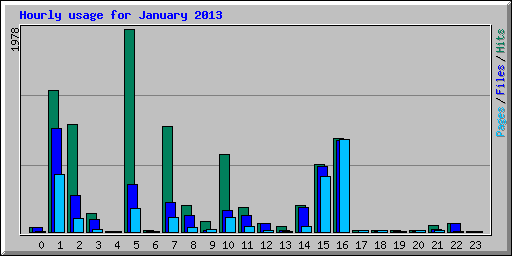 Hourly usage for January 2013
1978
Pages/Files/Hits
0 1 2 3 4 5 6 7 8 9 10 11 12 13 14 15 16 17 18 19 20 21 22 23